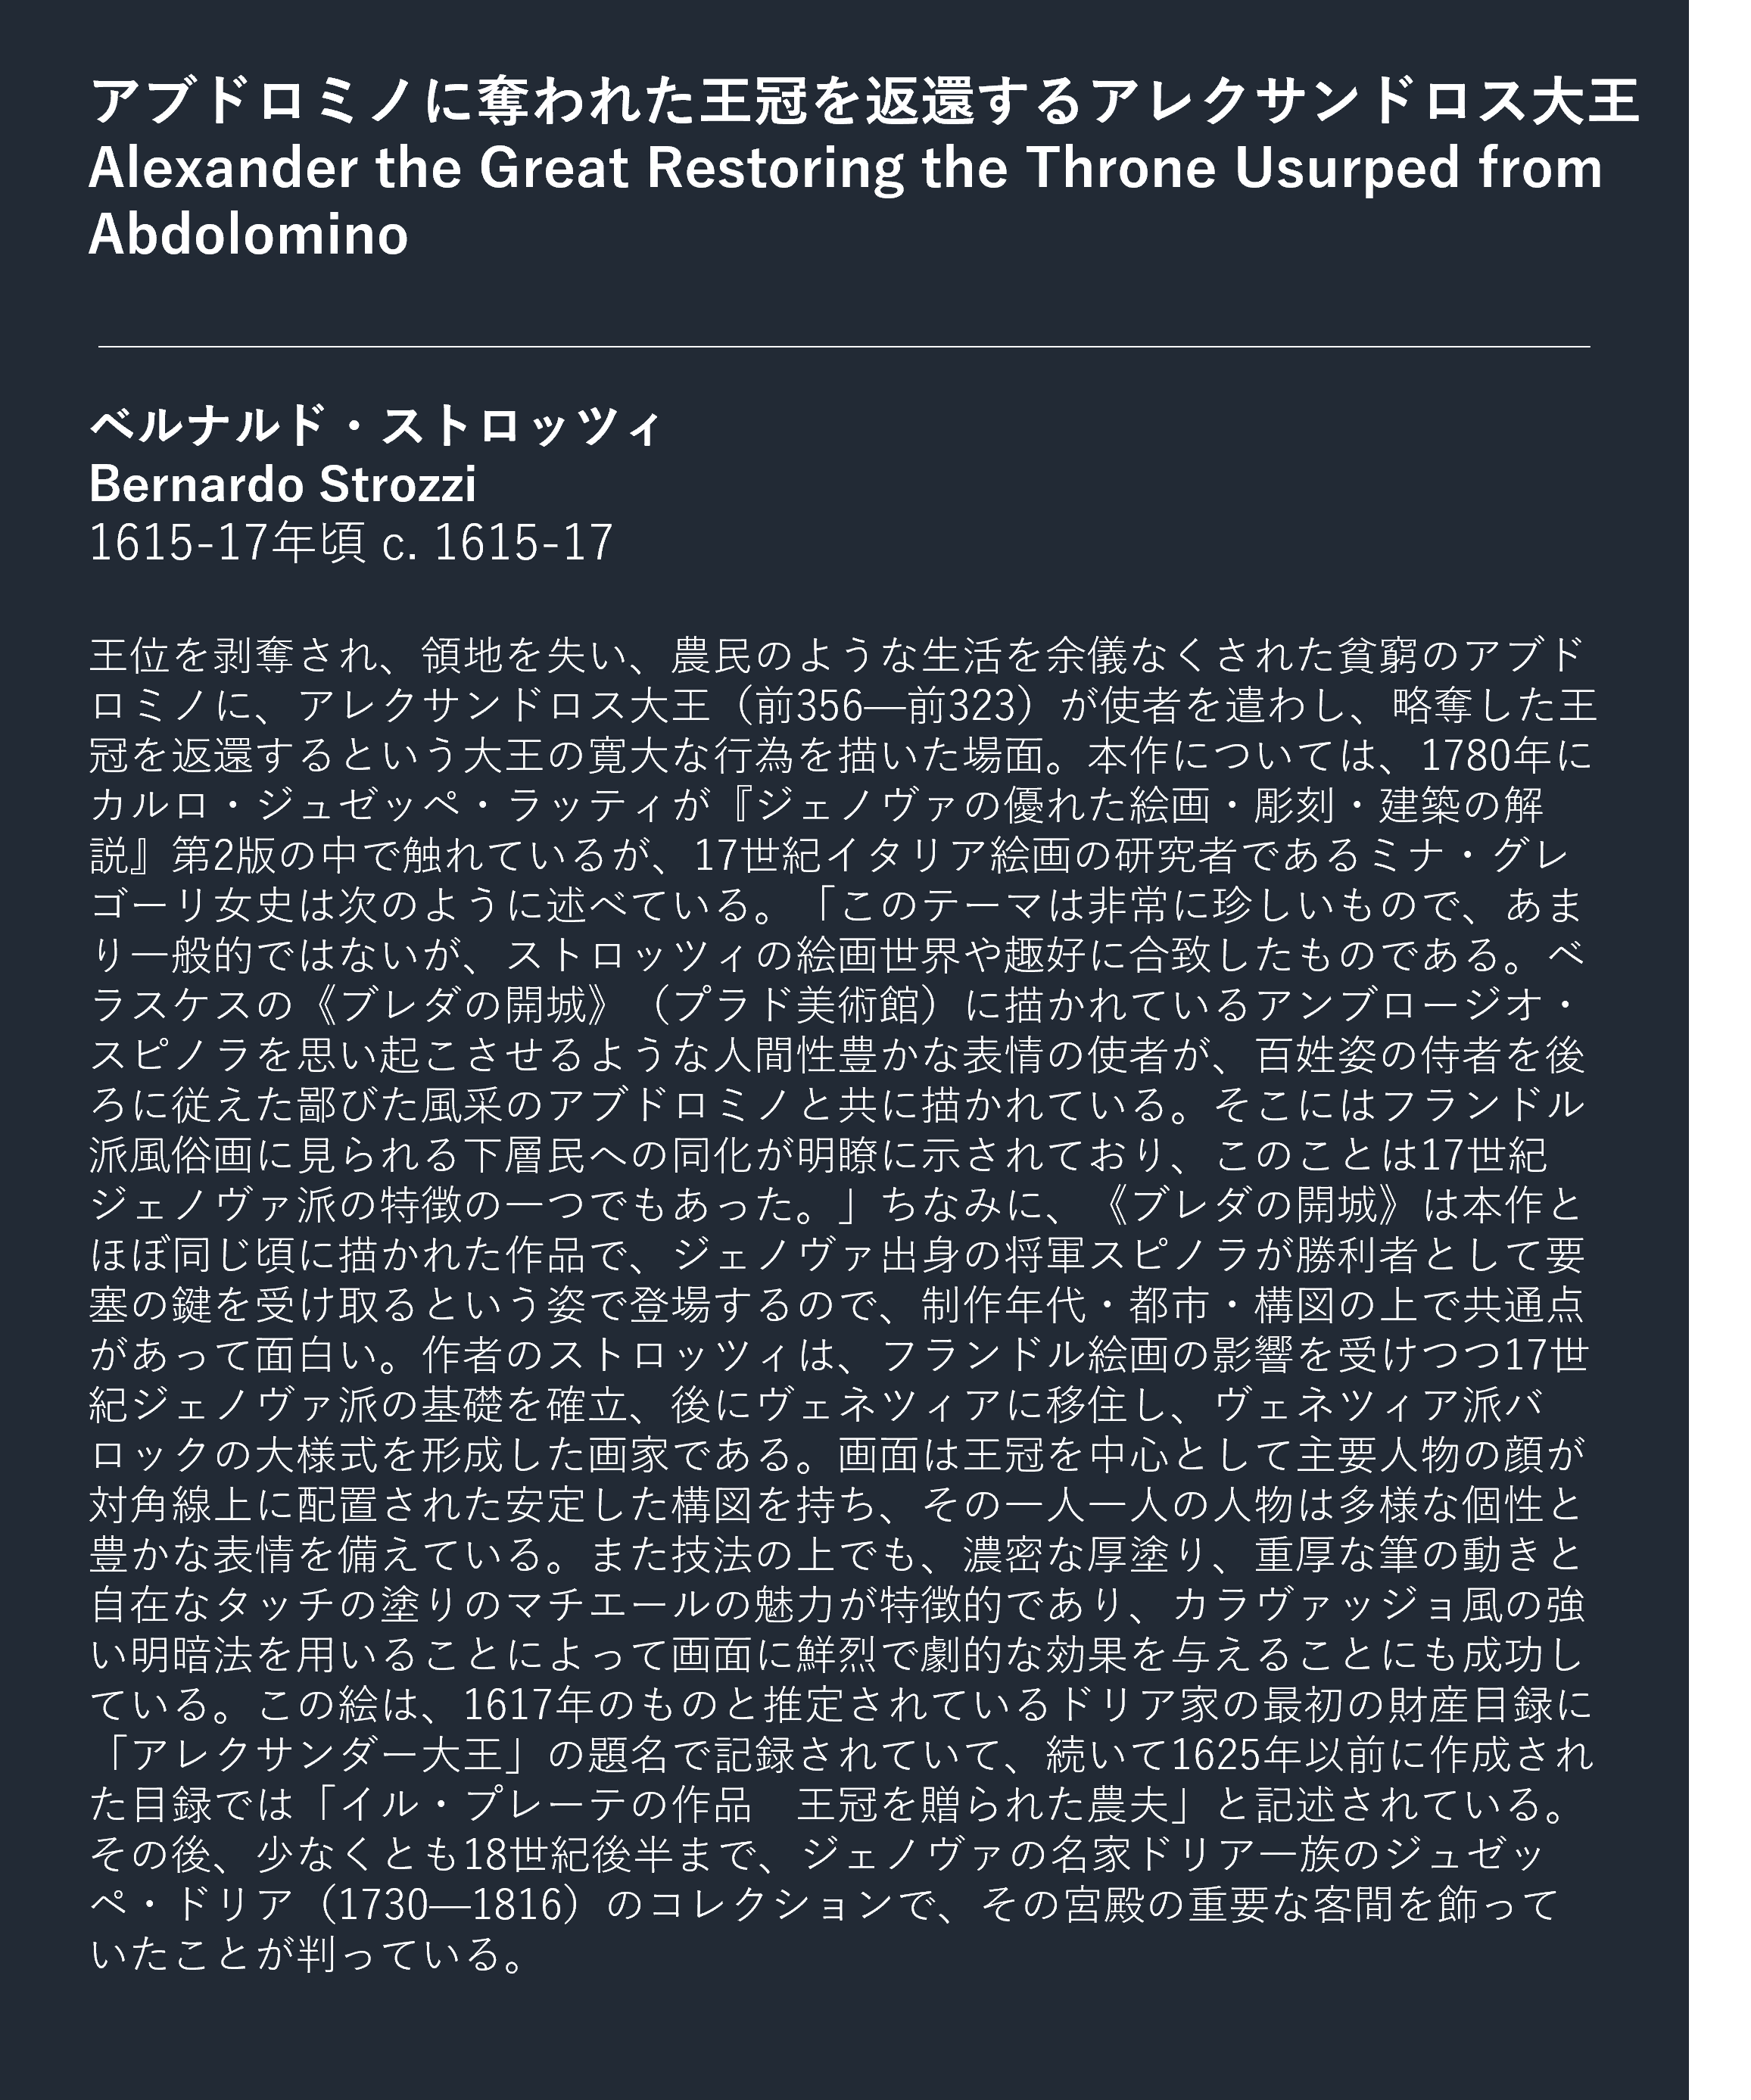 アブドロミノに奪われた王冠を返還するアレクサンドロス大王
Alexander the Great Restoring the Throne Usurped from
Abdolomino
ベルナルド・ストロッツィ
Bernardo Strozzi
1615-17年頃 c. 1615-17
王位を剥奪され、領地を失い、農民のような生活を余儀なくされた貧窮のアブド
ロミノに、アレクサンドロス大王（前356―前323）が使者を遣わし、略奪した王
冠を返還するという大王の寛大な行為を描いた場面。本作については、1780年に
カルロ・ジュゼッペ・ラッティが『ジェノヴァの優れた絵画・彫刻・建築の解
説』第2版の中で触れているが、17世紀イタリア絵画の研究者であるミナ・グレ
ゴーリ女史は次のように述べている。「このテーマは非常に珍しいもので、あま
り一般的ではないが、ストロッツィの絵画世界や趣好に合致したものである。ベ
ラスケスの《ブレダの開城》（プラド美術館）に描かれているアンブロージオ・
スピノラを思い起こさせるような人間性豊かな表情の使者が、百姓姿の侍者を後
ろに従えた鄙びた風采のアブドロミノと共に描かれている。そこにはフランドル
派風俗画に見られる下層民への同化が明瞭に示されており、このことは17世紀
ジェノヴァ派の特徴の一つでもあった。」ちなみに、《ブレダの開城》は本作と
ほぼ同じ頃に描かれた作品で、ジェノヴァ出身の将軍スピノラが勝利者として要
塞の鍵を受け取るという姿で登場するので、制作年代・都市・構図の上で共通点
があって面白い。作者のストロッツィは、フランドル絵画の影響を受けつつ17世
紀ジェノヴァ派の基礎を確立、後にヴェネツィアに移住し、ヴェネツィア派バ
ロックの大様式を形成した画家である。画面は王冠を中心として主要人物の顔が
対角線上に配置された安定した構図を持ち、その一人一人の人物は多様な個性と
豊かな表情を備えている。また技法の上でも、濃密な厚塗り、重厚な筆の動きと
自在なタッチの塗りのマチエールの魅力が特徴的であり、カラヴァッジョ風の強
い明暗法を用いることによって画面に鮮烈で劇的な効果を与えることにも成功し
ている。この絵は、1617年のものと推定されているドリア家の最初の財産目録に
「アレクサンダー大王」の題名で記録されていて、続いて1625年以前に作成され
た目録では「イル・プレーテの作品　王冠を贈られた農夫」と記述されている。
その後、少なくとも18世紀後半まで、ジェノヴァの名家ドリア一族のジュゼッ
ペ・ドリア（1730―1816）のコレクションで、その宮殿の重要な客間を飾って
いたことが判っている。